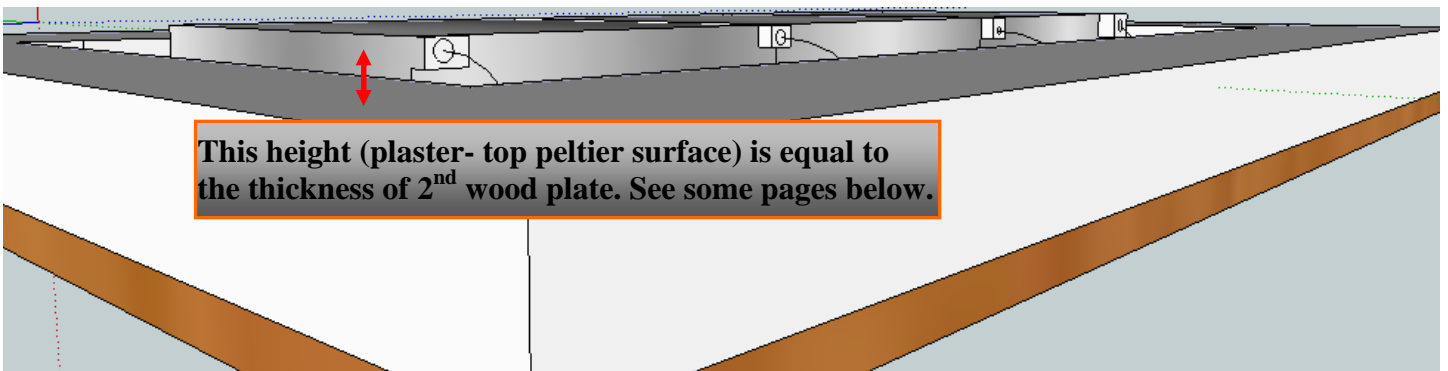 This height (plaster- top peltier surface) is equal to
the thickness of 2nd wood plate. See some pages below.